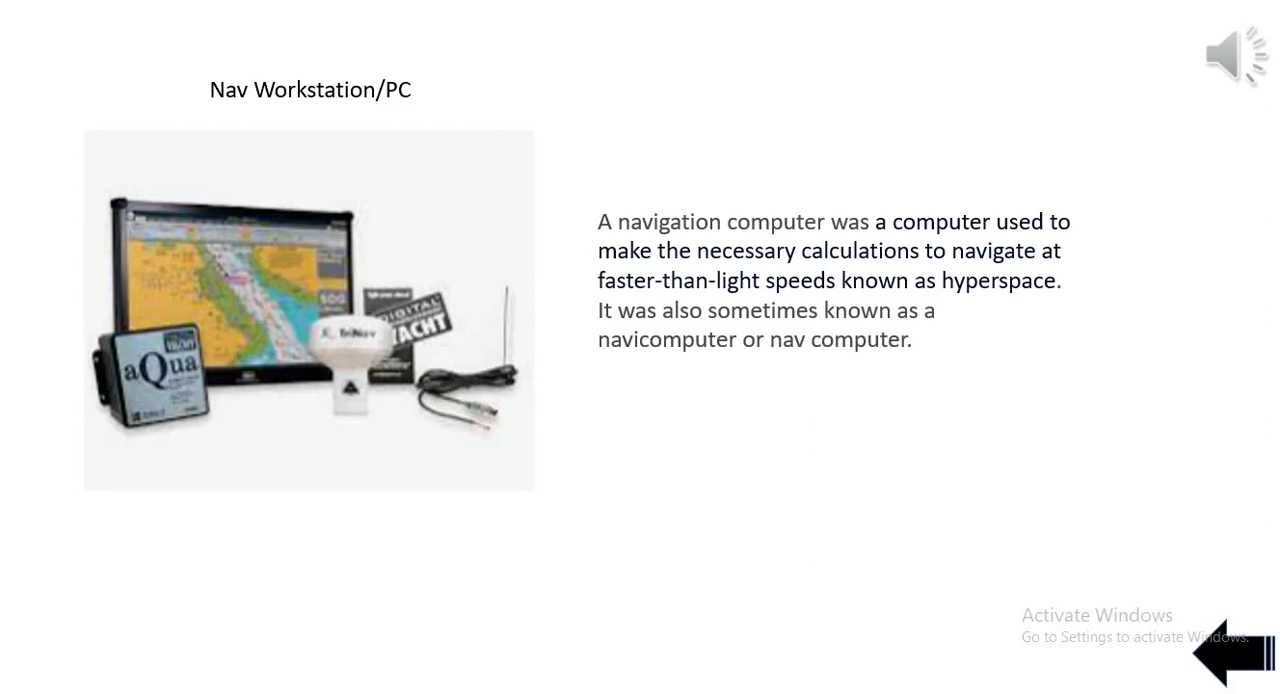 Nav Workstation/PC
A navigation computer was a computer used to
make the necessary calculations to navigate at
faster-than-light speeds known as hyperspace.
It was also sometimes known as a
navicomputer or nav computer.
aQua
YACHT
TriNav
DIGITAL
YACHT
SOG
Activate Windows
Go to Settings to activate Windows.